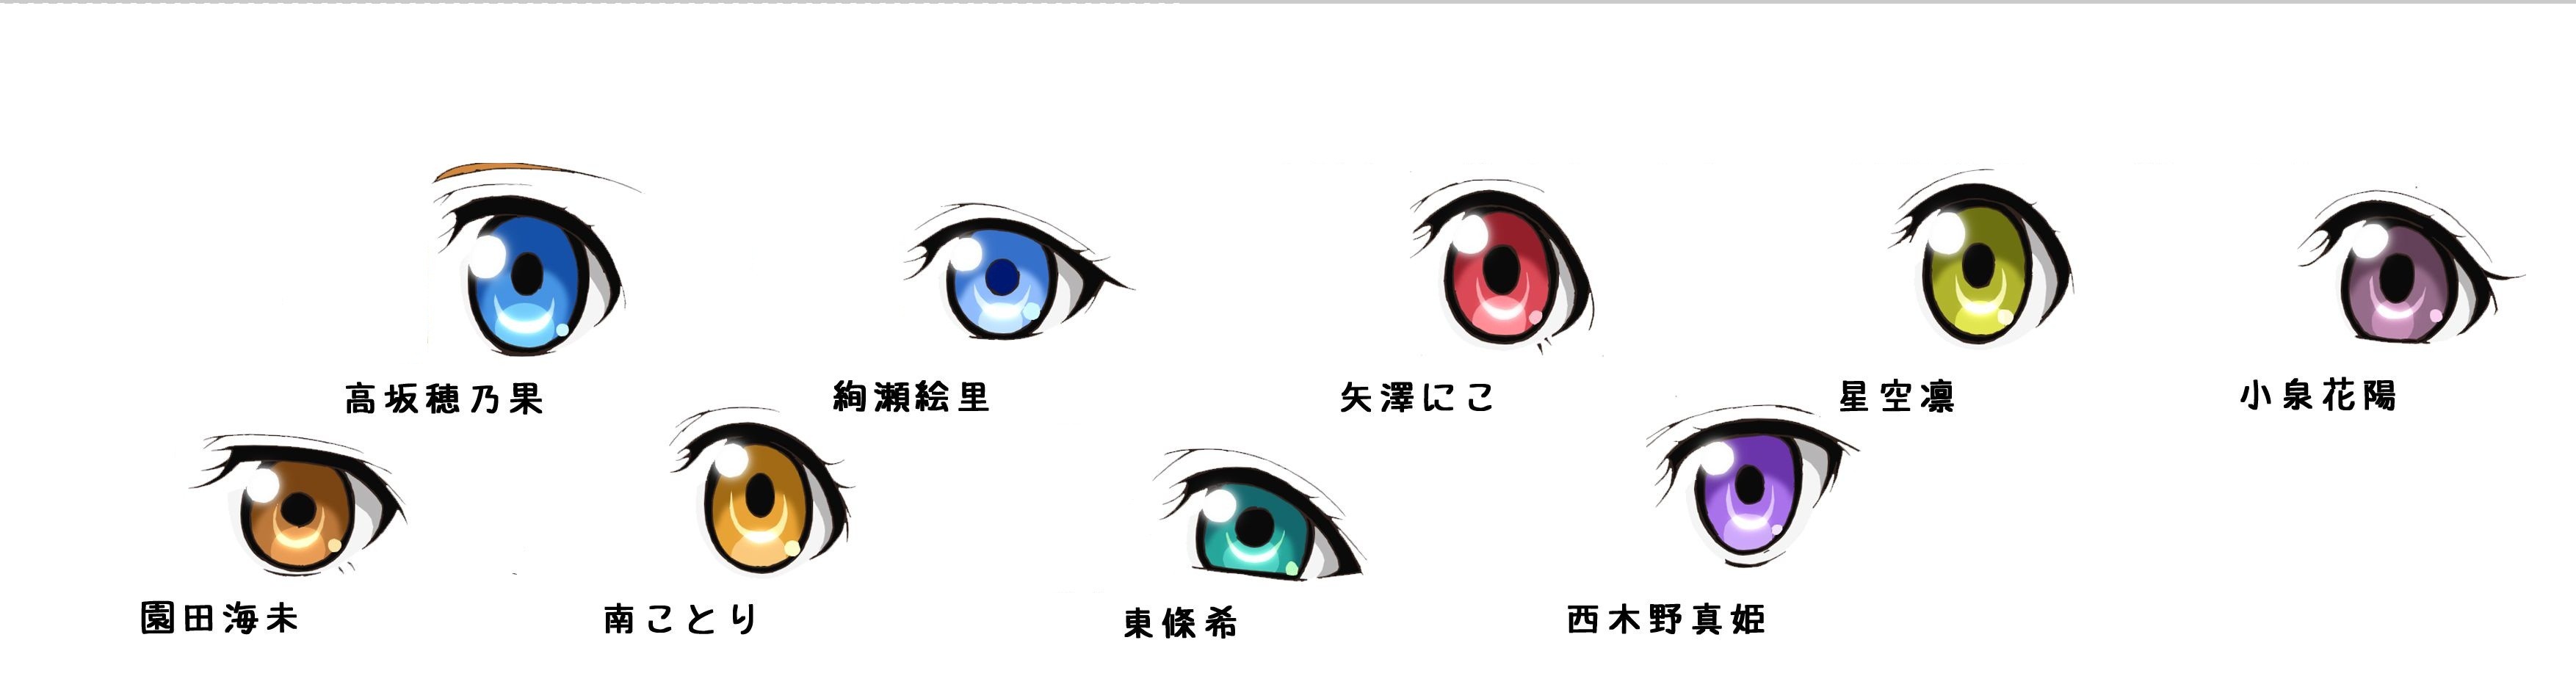 高坂穂乃果
絢瀬絵里
矢澤にこ
星空凛
小泉花陽
園田海未
南ことり
東條希
西木野真姫